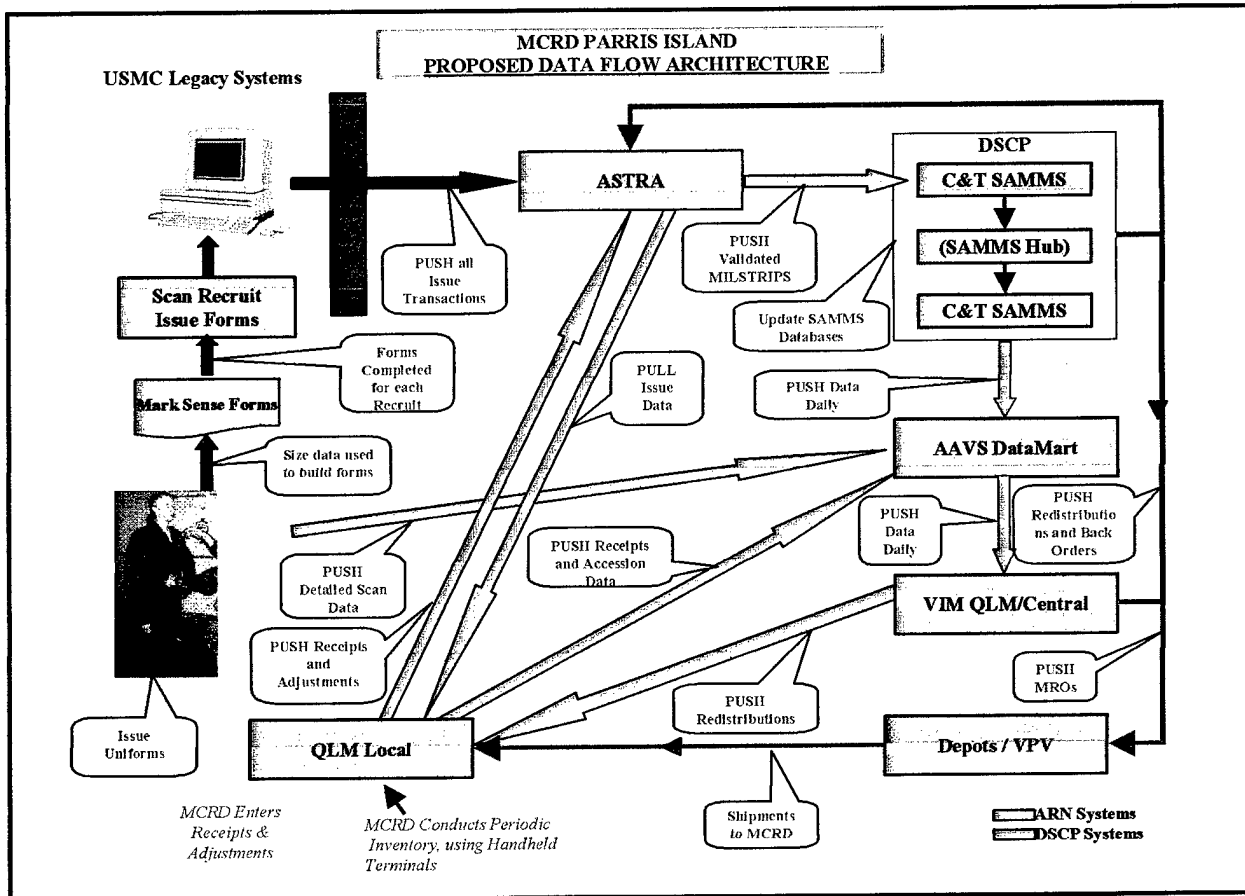 MCRD PARRIS ISLAND
PROPOSED DATA FLOW ARCHITECTURE
USMC Legacy Systems
ASTRA
DSCP
C&T SAMMS
(SAMMS Hub)
C&T SAMMS
PUSH all
Issue
Transactions
PUSH
Validated
MILSTRIPS
Update SAMMS
Databases
Scan Recruit
Issue Forms
Forms
Completed
for each
Recruit
Mark Sense Forms
Size data used
to build forms
PULL
Issue
Data
PUSH Data
Daily
AAVS DataMart
PUSH
Detailed Scan
Data
PUSH Receipts
and Accession
Data
PUSH
Data
Daily
PUSH
Redistributio
ns and Back
Orders
VIM QLM/Central
PUSH Receipts
and
Adjustments
PUSH
Redistributions
PUSH
MROs
Issue
Uniforms
QLM Local
Depots / VPV
Shipments
to MCRD
MCRD Enters
Receipts &
Adjustments
MCRD Conducts Periodic
Inventory, using Handheld
Terminals
ARN Systems
DSCP Systems